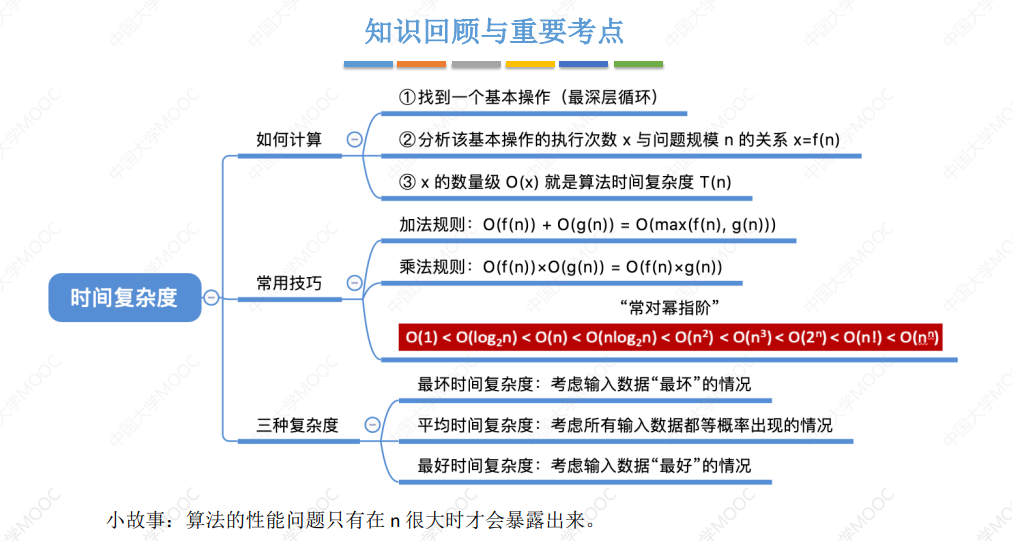 知识回顾与重要考点
时间复杂度
如何计算
①找到一个基本操作（最深层循环）
②分析该基本操作的执行次数 x 与问题规模 n 的关系 x=f(n)
③ x 的数量级 O(x) 就是算法时间复杂度 T(n)
常用技巧
加法规则：O(f(n)) + O(g(n)) = O(max(f(n), g(n)))
乘法规则：O(f(n))×O(g(n)) = O(f(n)×g(n))
“常对幂指阶”
O(1) < O(log₂n) < O(n) < O(nlog₂n) < O(n²) < O(n³) < O(2ⁿ) < O(n!) < O(nⁿ)
三种复杂度
最坏时间复杂度：考虑输入数据“最坏”的情况
平均时间复杂度：考虑所有输入数据都等概率出现的情况
最好时间复杂度：考虑输入数据“最好”的情况
小故事：算法的性能问题只有在 n 很大时才会暴露出来。
中国大学MOOC